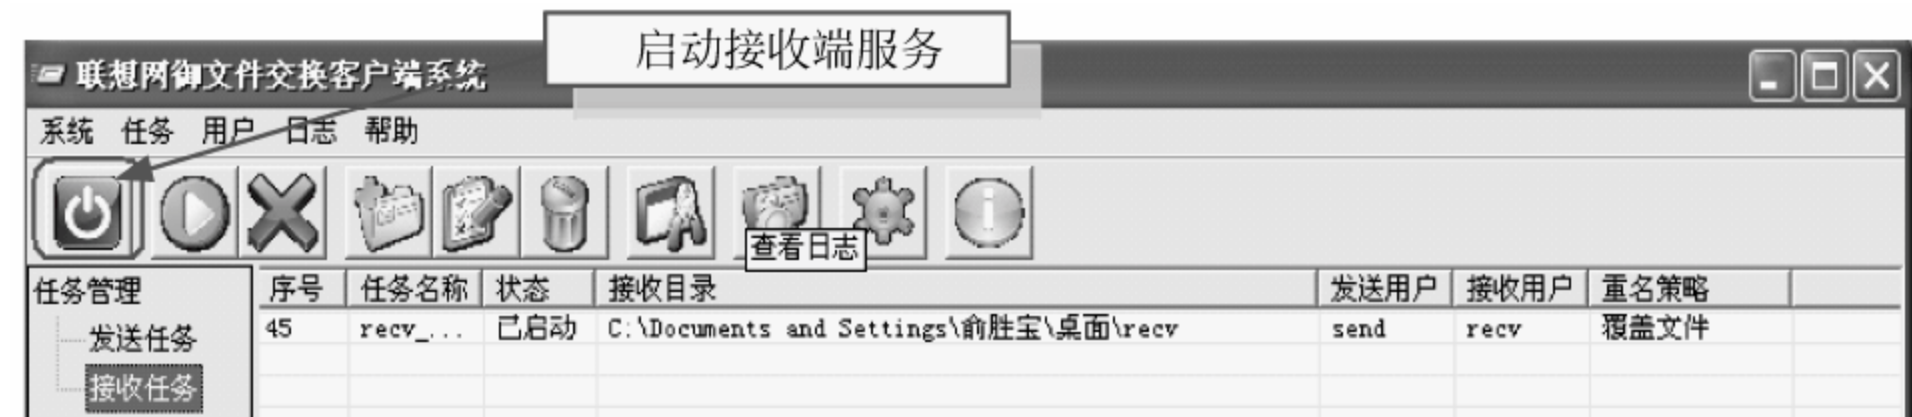 启动接收端服务
联想网御文件交换客户端系统
系统 任务 用户 日志 帮助
查看日志
任务管理
发送任务
接收任务
序号 任务名称 状态 接收目录 发送用户 接收用户 重名策略
45 recv_... 已启动 C:\Documents and Settings\俞胜宝\桌面\recv send recv 覆盖文件